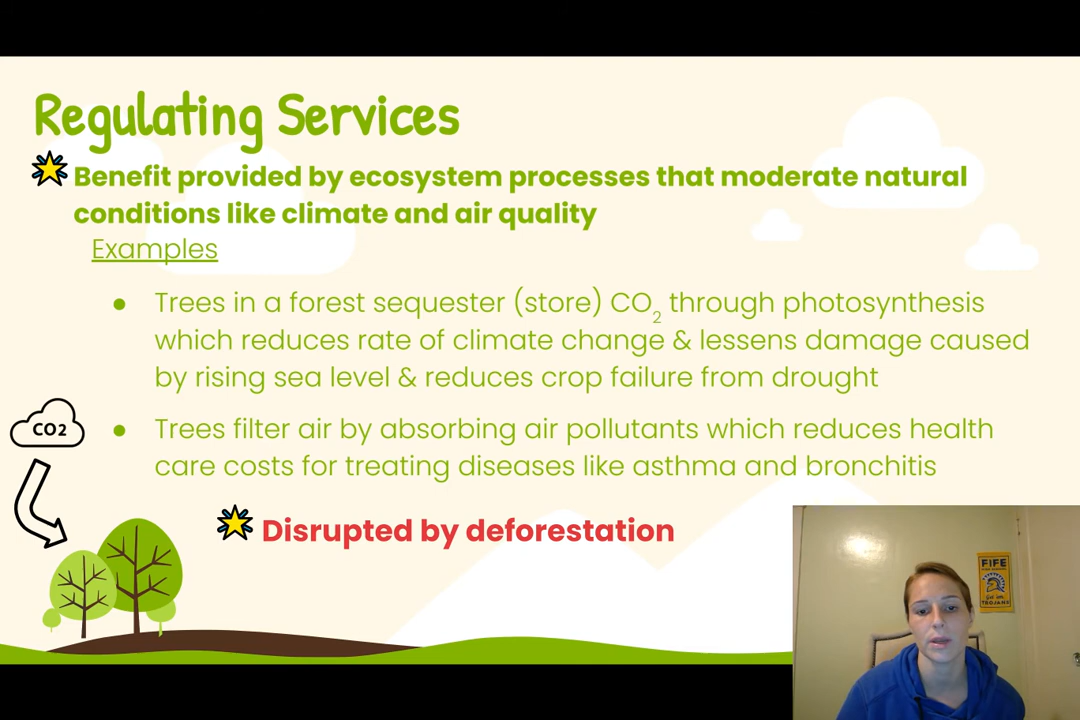 Regulating Services
Benefit provided by ecosystem processes that moderate natural
conditions like climate and air quality
Examples
● Trees in a forest sequester (store) CO₂ through photosynthesis
which reduces rate of climate change & lessens damage caused
by rising sea level & reduces crop failure from drought
CO2
● Trees filter air by absorbing air pollutants which reduces health
care costs for treating diseases like asthma and bronchitis
Disrupted by deforestation
FIFE
TROJANS